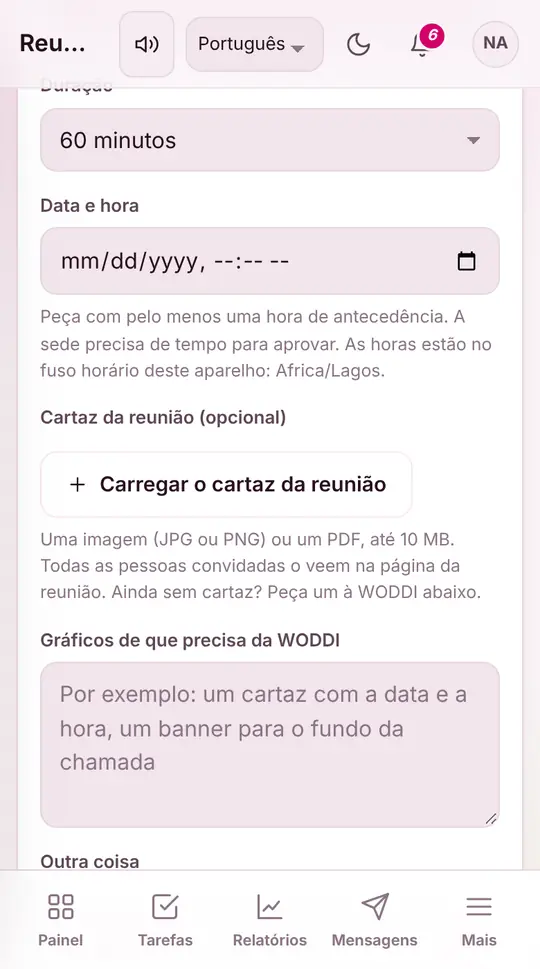 Reu...
Português
6
NA
Duração
60 minutos
Data e hora
mm/dd/yyyy, --:-- --
Peça com pelo menos uma hora de antecedência. A
sede precisa de tempo para aprovar. As horas estão no
fuso horário deste aparelho: Africa/Lagos.
Cartaz da reunião (opcional)
+ Carregar o cartaz da reunião
Uma imagem (JPG ou PNG) ou um PDF, até 10 MB.
Todas as pessoas convidadas o veem na página da
reunião. Ainda sem cartaz? Peça um à WODDI abaixo.
Gráficos de que precisa da WODDI
Por exemplo: um cartaz com a data e a
hora, um banner para o fundo da
chamada
Outra coisa
Painel
Tarefas
Relatórios
Mensagens
Mais